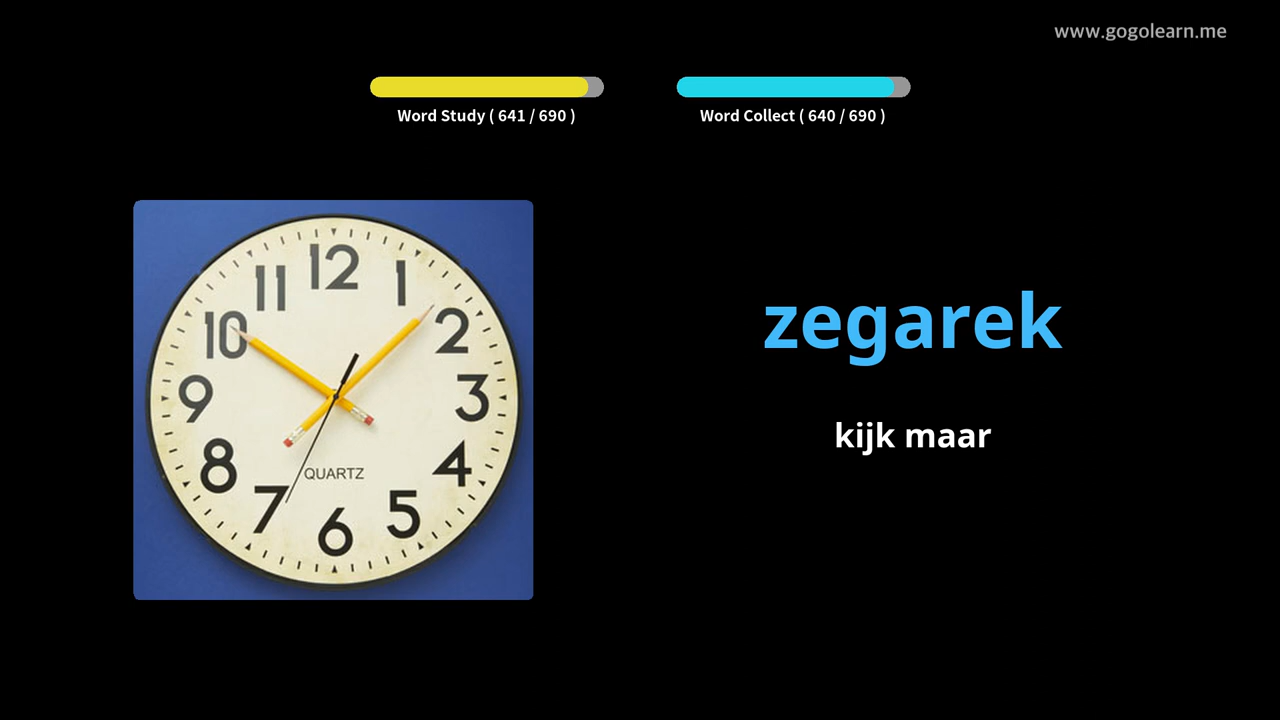 www.gogolearn.me
Word Study ( 641 / 690 )
Word Collect ( 640 / 690 )
12
11
1
10
2
9
3
8
4
QUARTZ
7
5
6
zegarek
kijk maar